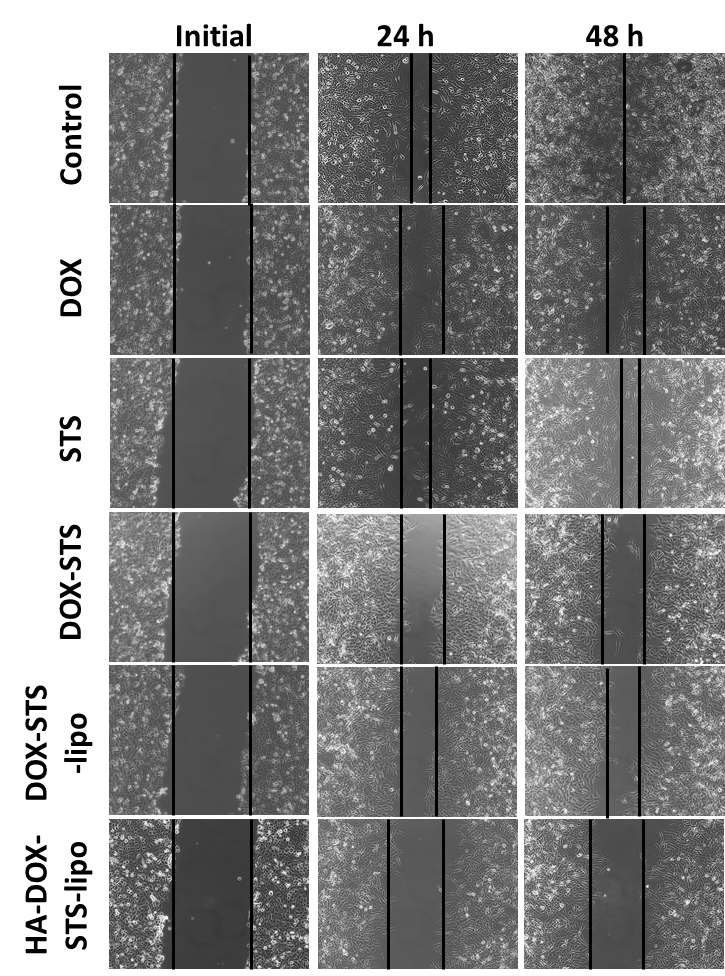 Initial 24 h 48 h
Control
DOX
STS
DOX-STS
DOX-STS
-lipo
HA-DOX-
STS-lipo